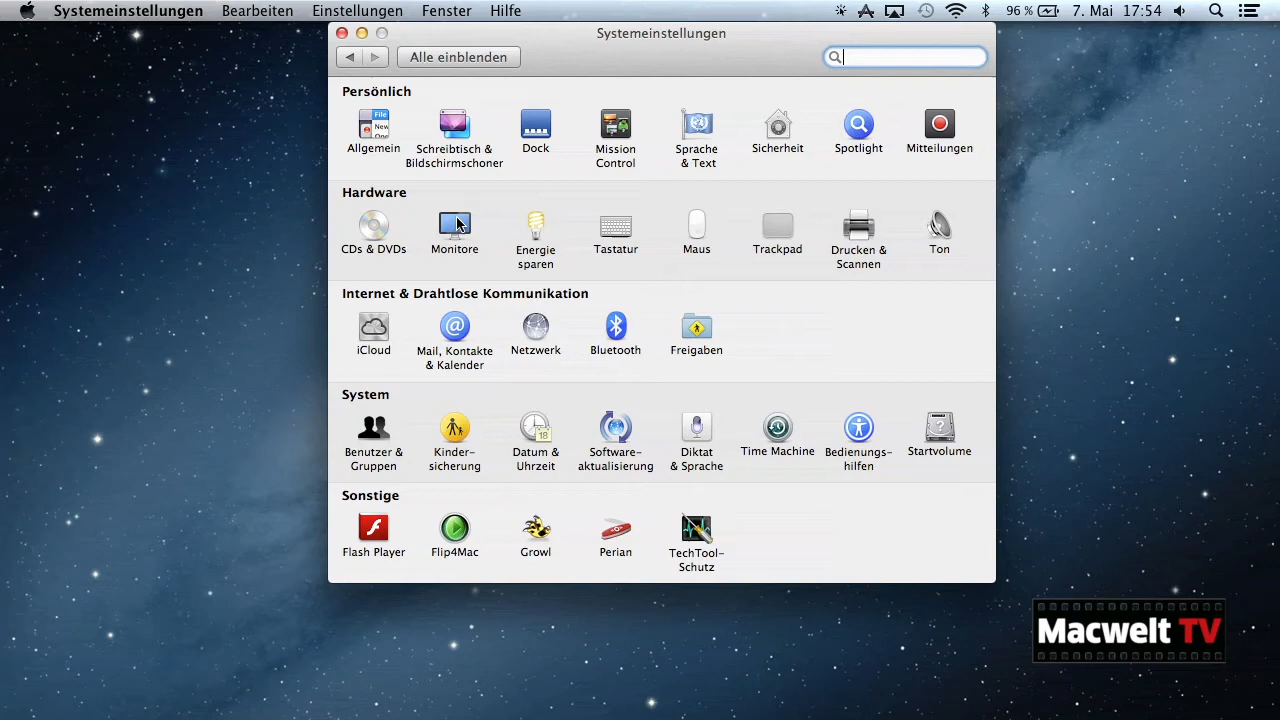 Systemeinstellungen Bearbeiten Einstellungen Fenster Hilfe 96 % 7. Mai 17:54
Systemeinstellungen
Alle einblenden
Persönlich
Allgemein
Schreibtisch &
Bildschirmschoner
Dock
Mission
Control
Sprache
& Text
Sicherheit
Spotlight
Mitteilungen
Hardware
CDs & DVDs
Monitore
Energie
sparen
Tastatur
Maus
Trackpad
Drucken &
Scannen
Ton
Internet & Drahtlose Kommunikation
iCloud
Mail, Kontakte
& Kalender
Netzwerk
Bluetooth
Freigaben
System
Benutzer &
Gruppen
Kinder-
sicherung
18
Datum &
Uhrzeit
Software-
aktualisierung
Diktat
& Sprache
Time Machine
Bedienungs-
hilfen
Startvolume
Sonstige
Flash Player
Flip4Mac
Growl
Perian
TechTool-
Schutz
Macwelt TV